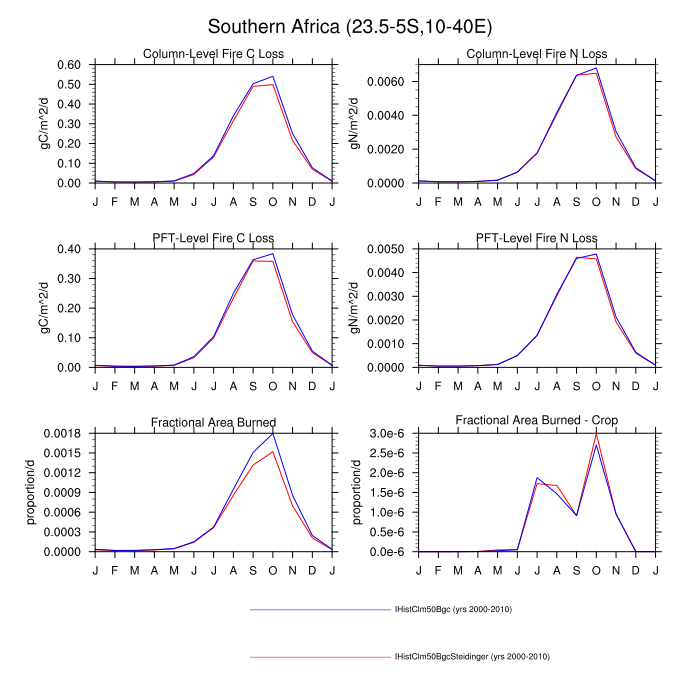 Southern Africa (23.5-5S,10-40E)
Column-Level Fire C Loss
gC/m^2/d
0.60
0.50
0.40
0.30
0.20
0.10
0.00
J F M A M J J A S O N D J
Column-Level Fire N Loss
gN/m^2/d
0.0060
0.0040
0.0020
0.0000
J F M A M J J A S O N D J
PFT-Level Fire C Loss
gC/m^2/d
0.40
0.30
0.20
0.10
0.00
J F M A M J J A S O N D J
PFT-Level Fire N Loss
gN/m^2/d
0.0050
0.0040
0.0030
0.0020
0.0010
0.0000
J F M A M J J A S O N D J
Fractional Area Burned
proportion/d
0.0018
0.0015
0.0012
0.0009
0.0006
0.0003
0.0000
J F M A M J J A S O N D J
Fractional Area Burned - Crop
proportion/d
3.0e-6
2.5e-6
2.0e-6
1.5e-6
1.0e-6
0.5e-6
0.0e-6
J F M A M J J A S O N D J
IHistClm50Bgc (yrs 2000-2010)
IHistClm50BgcSteidinger (yrs 2000-2010)